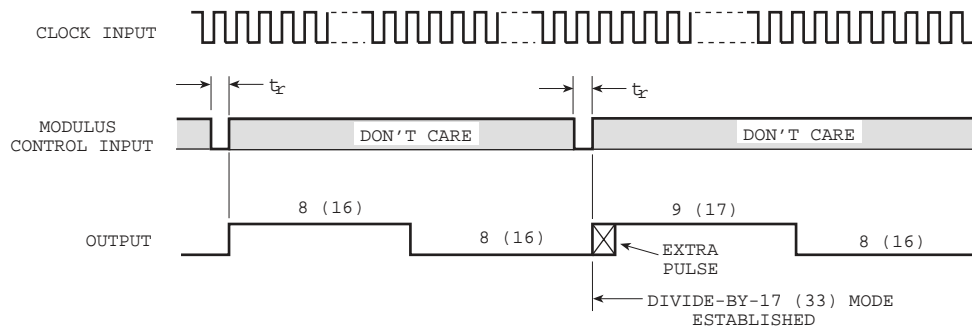 CLOCK INPUT
tr
tr
MODULUS
CONTROL INPUT
DON'T CARE
DON'T CARE
8 (16)
9 (17)
OUTPUT
8 (16)
8 (16)
EXTRA
PULSE
DIVIDE-BY-17 (33) MODE
ESTABLISHED